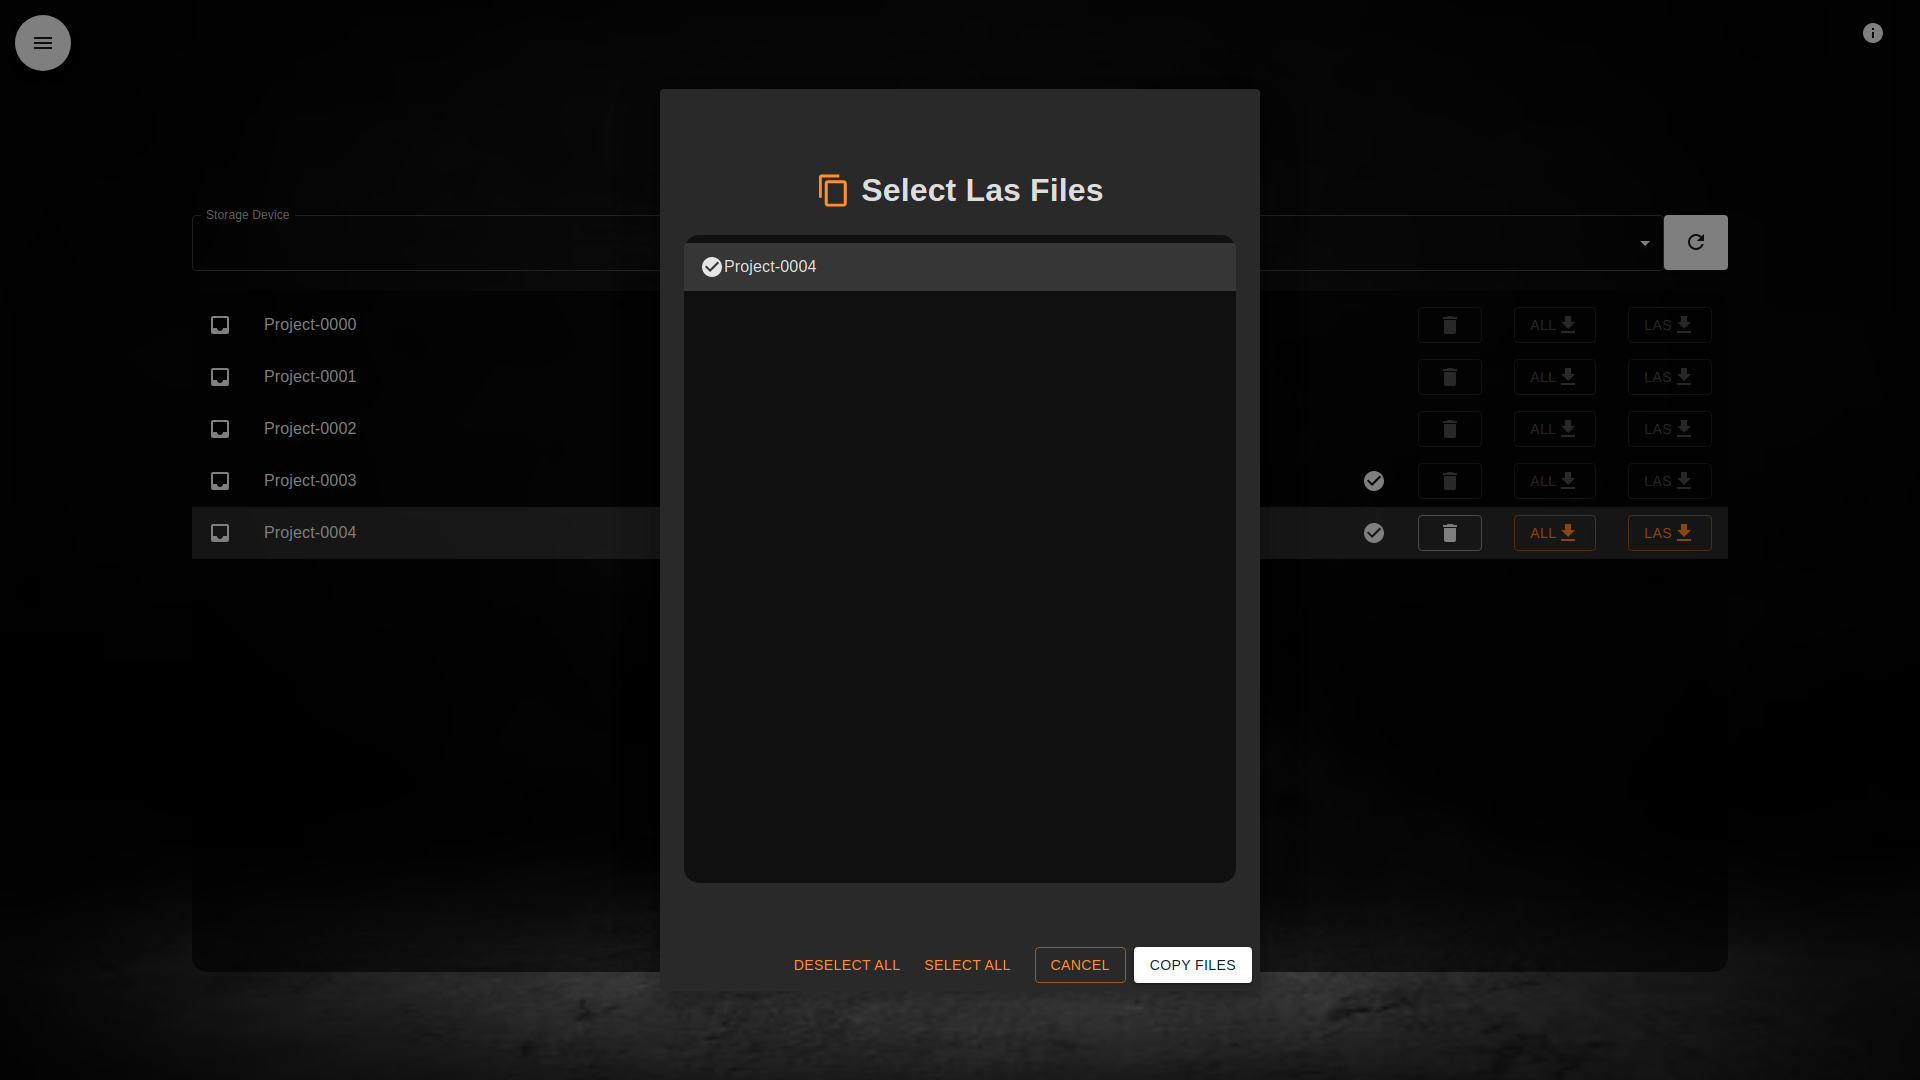 Select Las Files
Storage Device
Project-0004
Project-0000
ALL
LAS
Project-0001
ALL
LAS
Project-0002
ALL
LAS
Project-0003
ALL
LAS
Project-0004
ALL
LAS
DESELECT ALL
SELECT ALL
CANCEL
COPY FILES